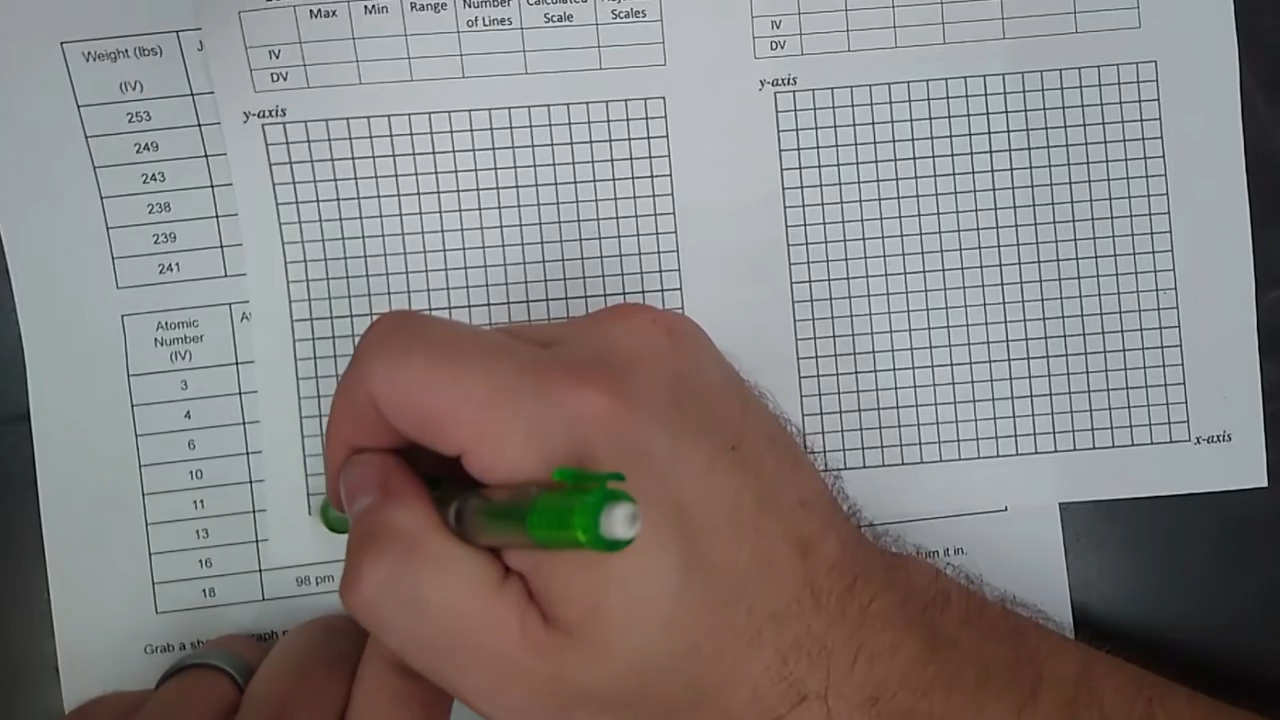 Max Min Range Number of Lines Calculated Scale Scales
IV
DV
IV
DV
y-axis
y-axis
x-axis
Weight (lbs)
(IV)
253
249
243
238
239
241
Atomic Number (IV)
3
4
6
10
11
13
16
18 98 pm
turn it in.
Grab a